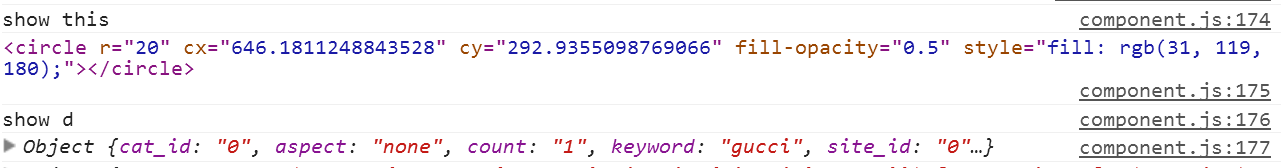 show this component.js:174
<circle r="20" cx="646.1811248843528" cy="292.9355098769066" fill-opacity="0.5" style="fill: rgb(31, 119,
180);"></circle>
component.js:175
show d component.js:176
▶ Object {cat_id: "0", aspect: "none", count: "1", keyword: "gucci", site_id: "0"…} component.js:177